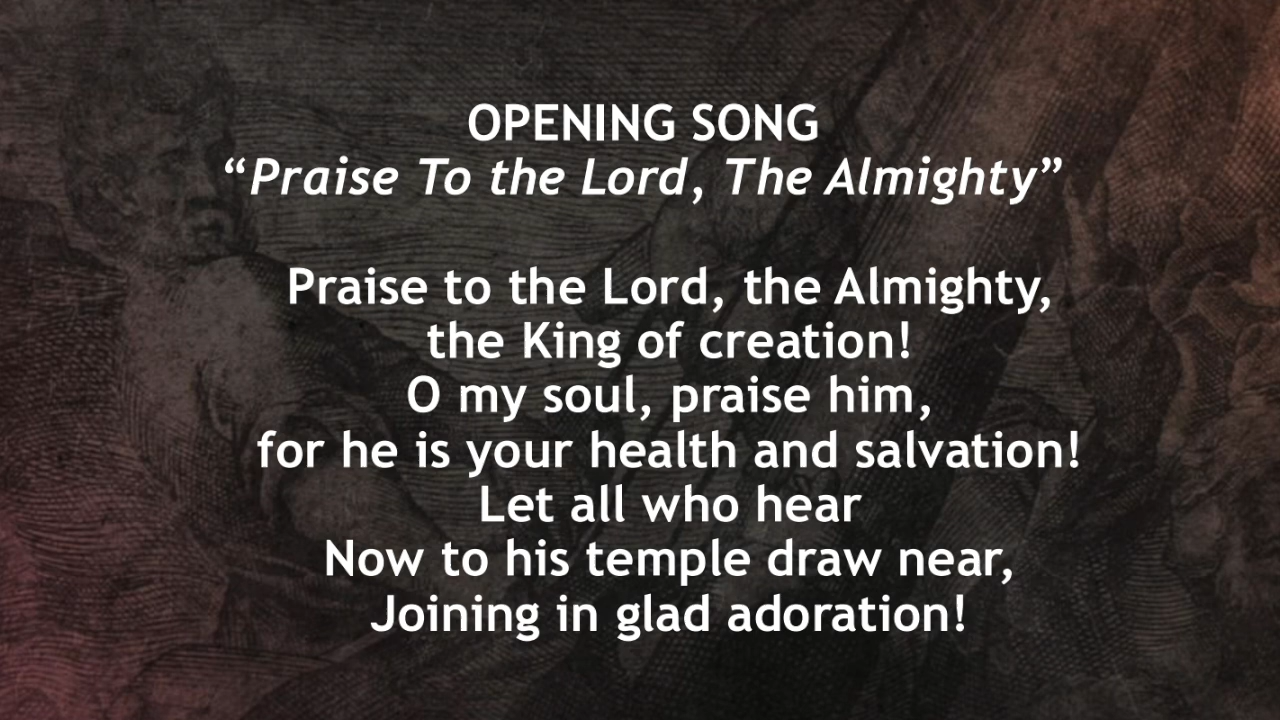 OPENING SONG
“Praise To the Lord, The Almighty”
Praise to the Lord, the Almighty,
the King of creation!
O my soul, praise him,
for he is your health and salvation!
Let all who hear
Now to his temple draw near,
Joining in glad adoration!